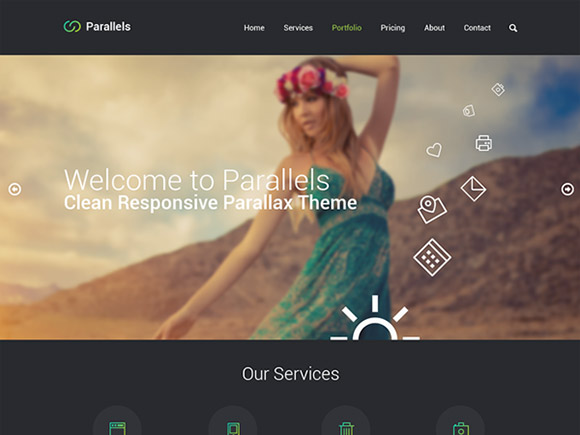 Parallels
Home Services Portfolio Pricing About Contact
Welcome to Parallels
Clean Responsive Parallax Theme
Our Services